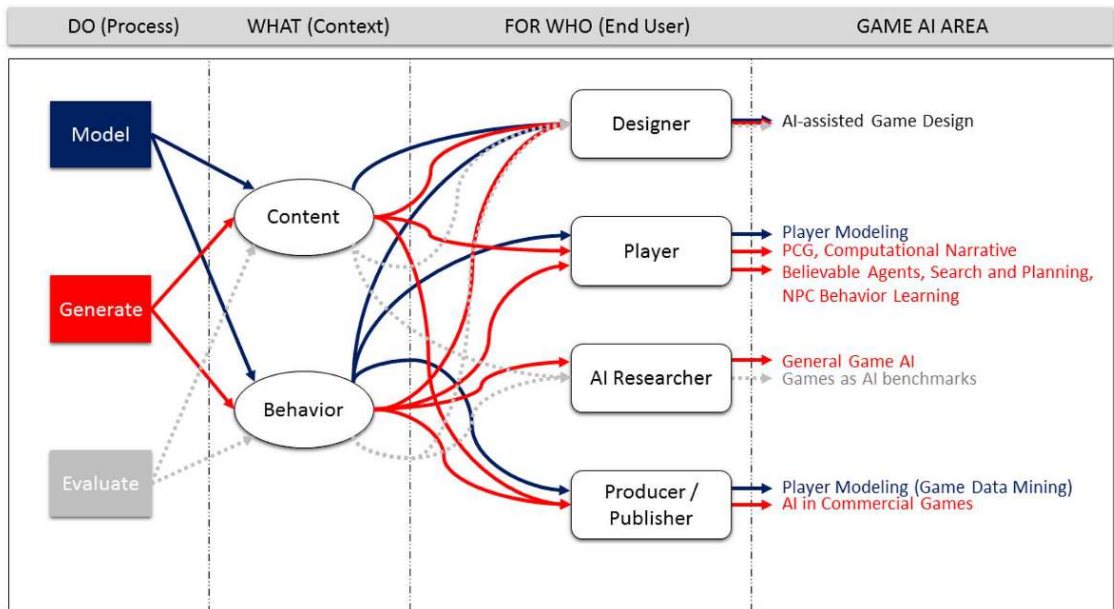 DO (Process)
WHAT (Context)
FOR WHO (End User)
GAME AI AREA
Model
Generate
Evaluate
Content
Behavior
Designer
Player
AI Researcher
Producer /
Publisher
AI-assisted Game Design
Player Modeling
PCG, Computational Narrative
Believable Agents, Search and Planning,
NPC Behavior Learning
General Game AI
Games as AI benchmarks
Player Modeling (Game Data Mining)
AI in Commercial Games